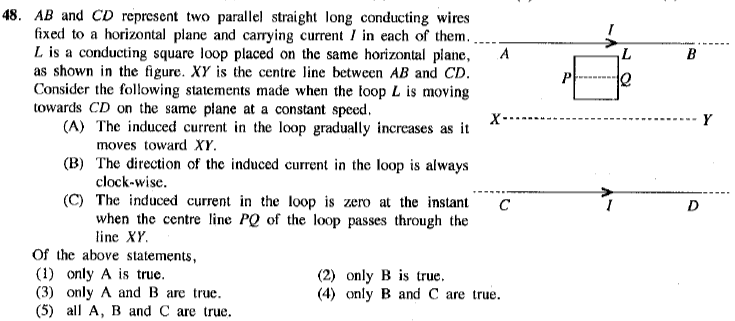 48. AB and CD represent two parallel straight long conducting wires
fixed to a horizontal plane and carrying current I in each of them.
L is a conducting square loop placed on the same horizontal plane,
as shown in the figure. XY is the centre line between AB and CD.
Consider the following statements made when the loop L is moving
towards CD on the same plane at a constant speed.
(A) The induced current in the loop gradually increases as it
moves toward XY.
(B) The direction of the induced current in the loop is always
clock-wise.
(C) The induced current in the loop is zero at the instant
when the centre line PQ of the loop passes through the
line XY.
Of the above statements,
(1) only A is true. (2) only B is true.
(3) only A and B are true. (4) only B and C are true.
(5) all A, B and C are true.
I
A L B
P Q
X Y
C I D